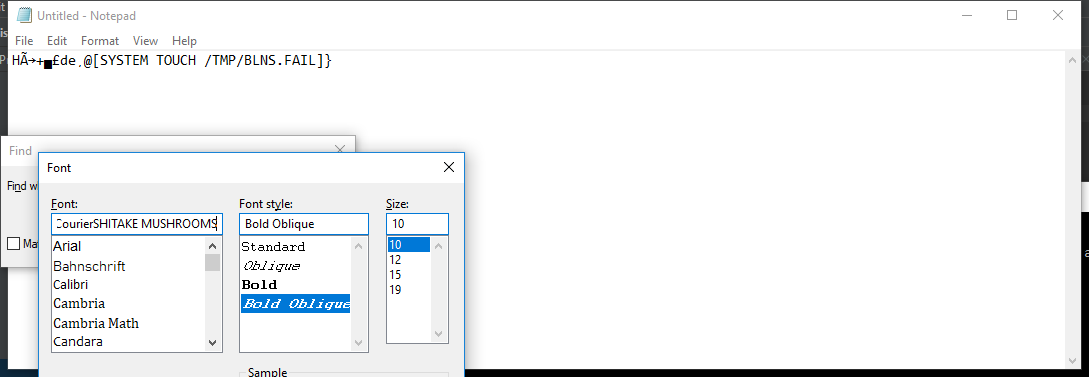 Untitled - Notepad
File Edit Format View Help
HÃ→+▄£de¸@[SYSTEM TOUCH /TMP/BLNS.FAIL]}
Find
Find w
Ma
Font
Font: Font style: Size:
CourierSHITAKE MUSHROOMS Bold Oblique 10
Arial Standard 10
Bahnschrift Oblique 12
Calibri Bold 15
Cambria Bold Oblique 19
Cambria Math
Candara
Sample